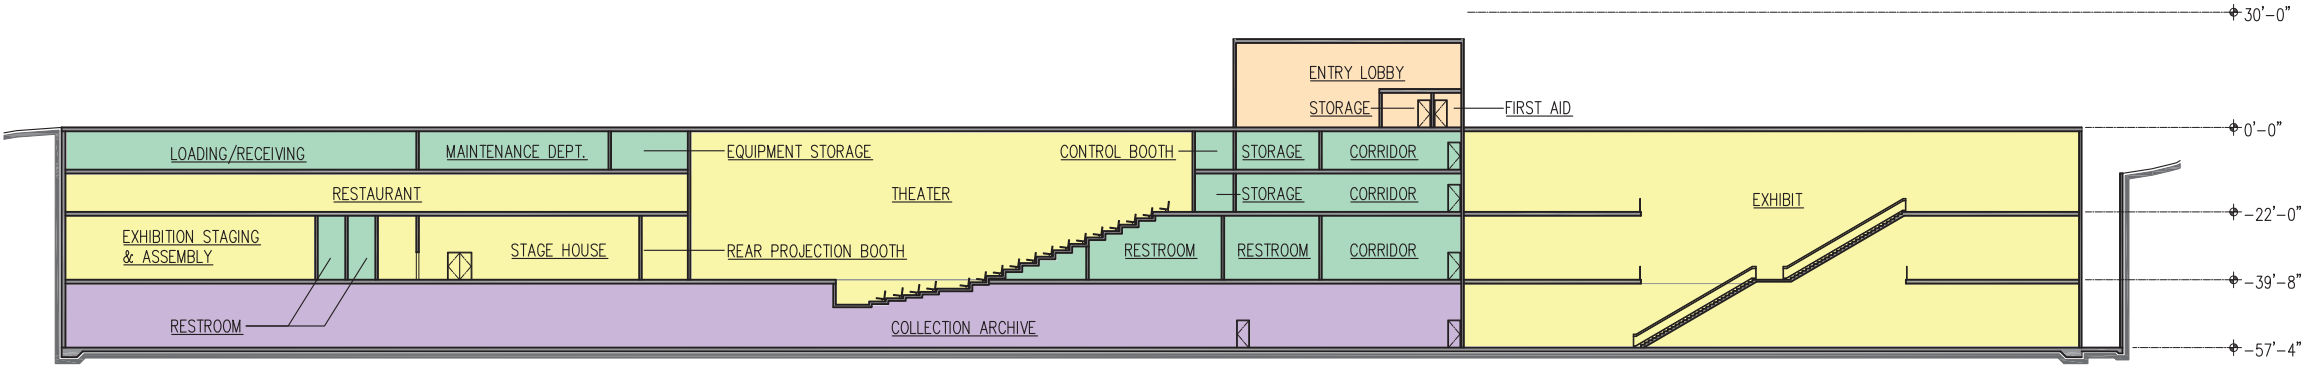 30'-0"
ENTRY LOBBY
STORAGE
FIRST AID
0'-0"
LOADING/RECEIVING
MAINTENANCE DEPT.
EQUIPMENT STORAGE
CONTROL BOOTH
STORAGE
CORRIDOR
RESTAURANT
THEATER
STORAGE
CORRIDOR
EXHIBIT
-22'-0"
EXHIBITION STAGING
& ASSEMBLY
STAGE HOUSE
REAR PROJECTION BOOTH
RESTROOM
RESTROOM
CORRIDOR
-39'-8"
RESTROOM
COLLECTION ARCHIVE
-57'-4"